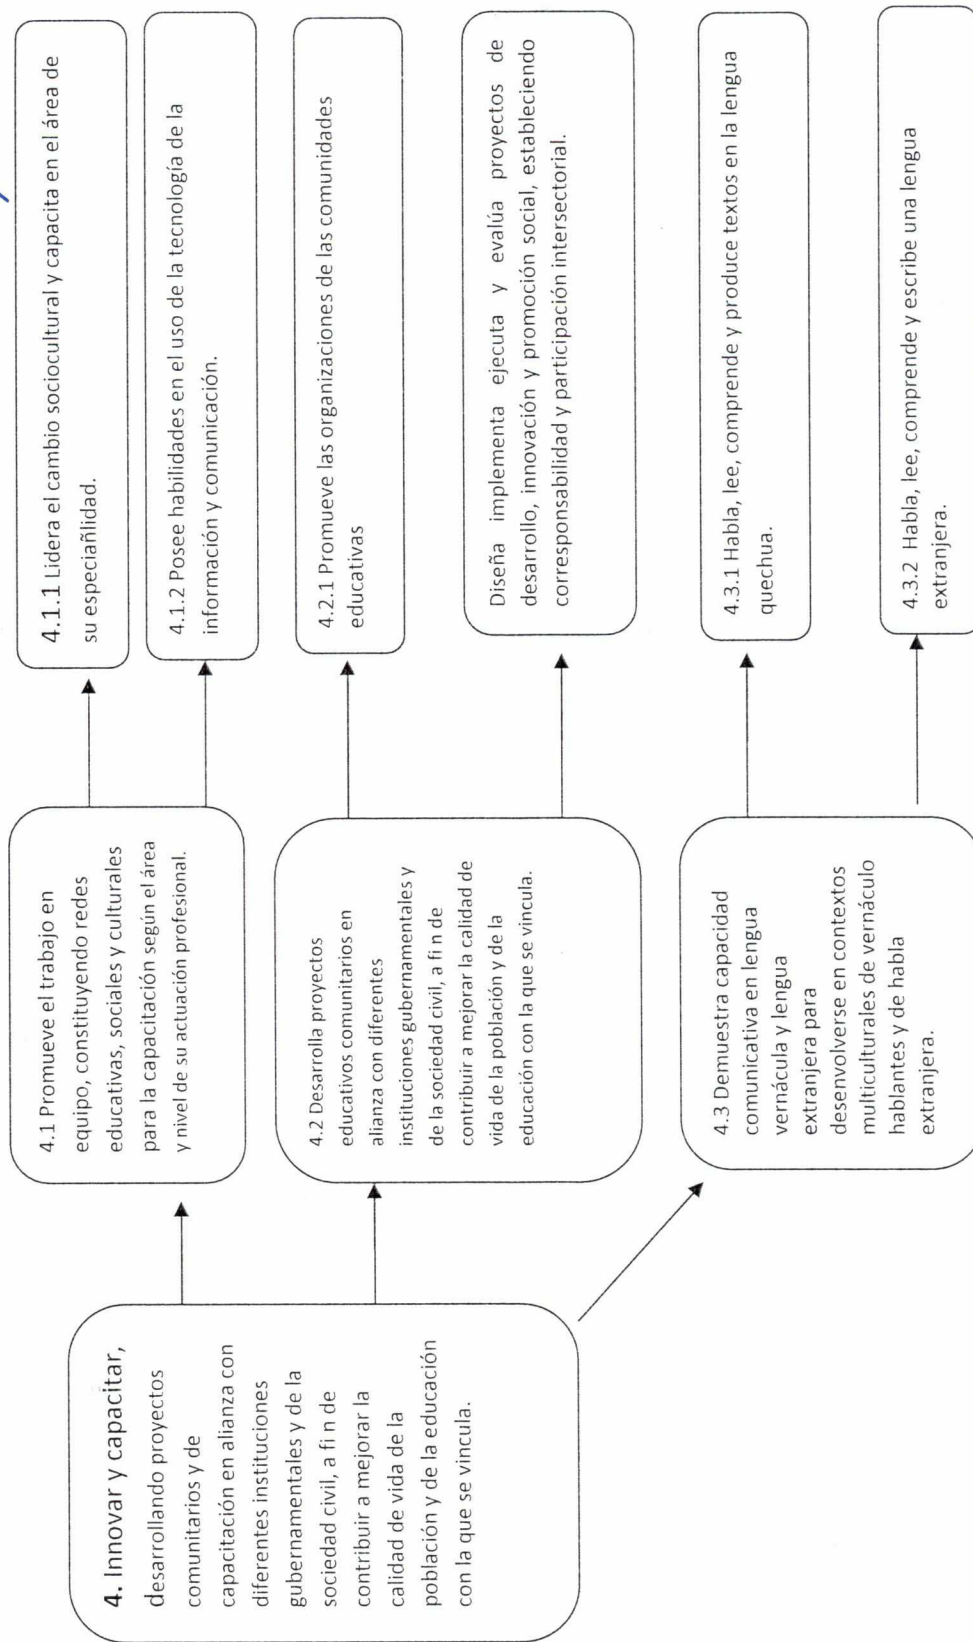 4. Innovar y capacitar,
desarrollando proyectos
comunitarios y de
capacitación en alianza con
diferentes instituciones
gubernamentales y de la
sociedad civil, a fi n de
contribuir a mejorar la
calidad de vida de la
población y de la educación
con la que se vincula.
4.1 Promueve el trabajo en
equipo, constituyendo redes
educativas, sociales y culturales
para la capacitación según el área
y nivel de su actuación profesional.
4.2 Desarrolla proyectos
educativos comunitarios en
alianza con diferentes
instituciones gubernamentales y
de la sociedad civil, a fi n de
contribuir a mejorar la calidad de
vida de la población y de la
educación con la que se vincula.
4.3 Demuestra capacidad
comunicativa en lengua
vernácula y lengua
extranjera para
desenvolverse en contextos
multiculturales de vernáculo
hablantes y de habla
extranjera.
4.1.1 Lidera el cambio sociocultural y capacita en el área de
su especiañlidad.
4.1.2 Posee habilidades en el uso de la tecnología de la
información y comunicación.
4.2.1 Promueve las organizaciones de las comunidades
educativas
Diseña implementa ejecuta y evalúa proyectos de
desarrollo, innovación y promoción social, estableciendo
corresponsabilidad y participación intersectorial.
4.3.1 Habla, lee, comprende y produce textos en la lengua
quechua.
4.3.2 Habla, lee, comprende y escribe una lengua
extranjera.